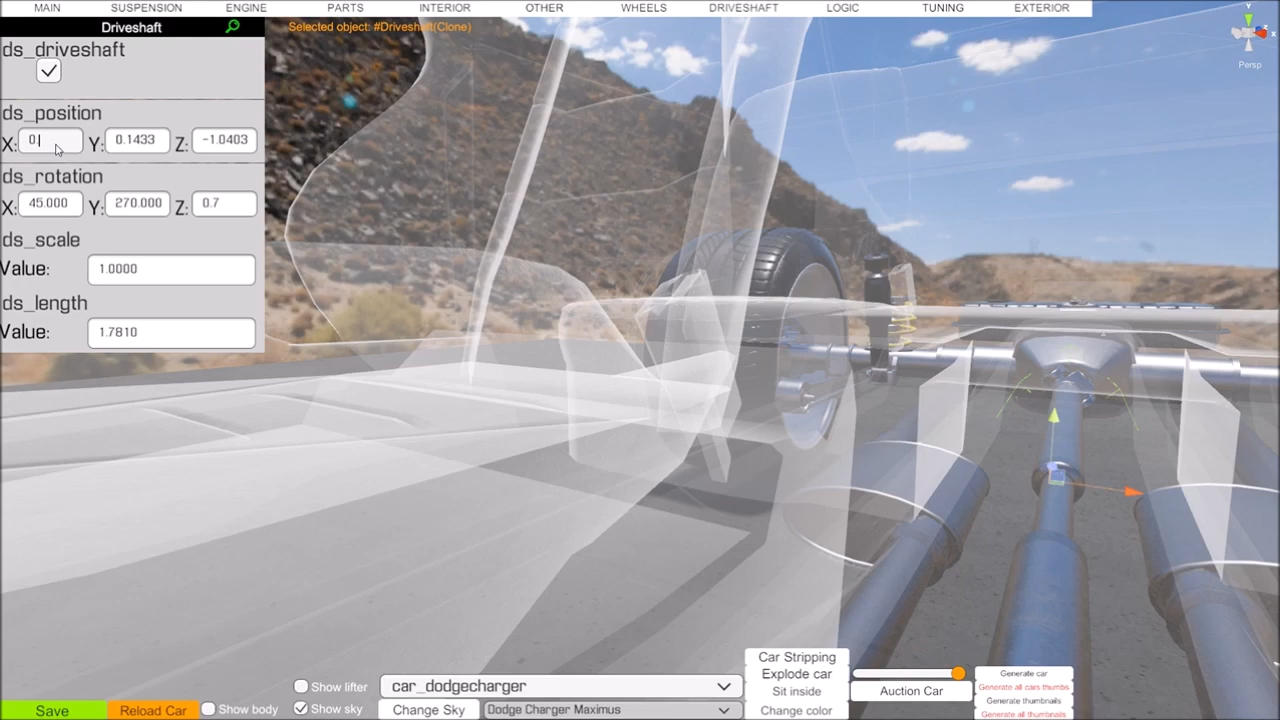 MAIN SUSPENSION ENGINE PARTS INTERIOR OTHER WHEELS DRIVESHAFT LOGIC TUNING EXTERIOR
Driveshaft
Selected object: #Driveshaft(Clone)
ds_driveshaft
ds_position
X: 0 Y: 0.1433 Z: -1.0403
ds_rotation
X: 45.000 Y: 270.000 Z: 0.7
ds_scale
Value: 1.0000
ds_length
Value: 1.7810
Y
z
x
Persp
Show lifter
car_dodgecharger
Save
Reload Car
Show body
Show sky
Change Sky
Dodge Charger Maximus
Car Stripping
Explode car
Sit inside
Change color
Auction Car
Generate car
Generate all cars thumbs
Generate thumbnails
Generate all thumbnails